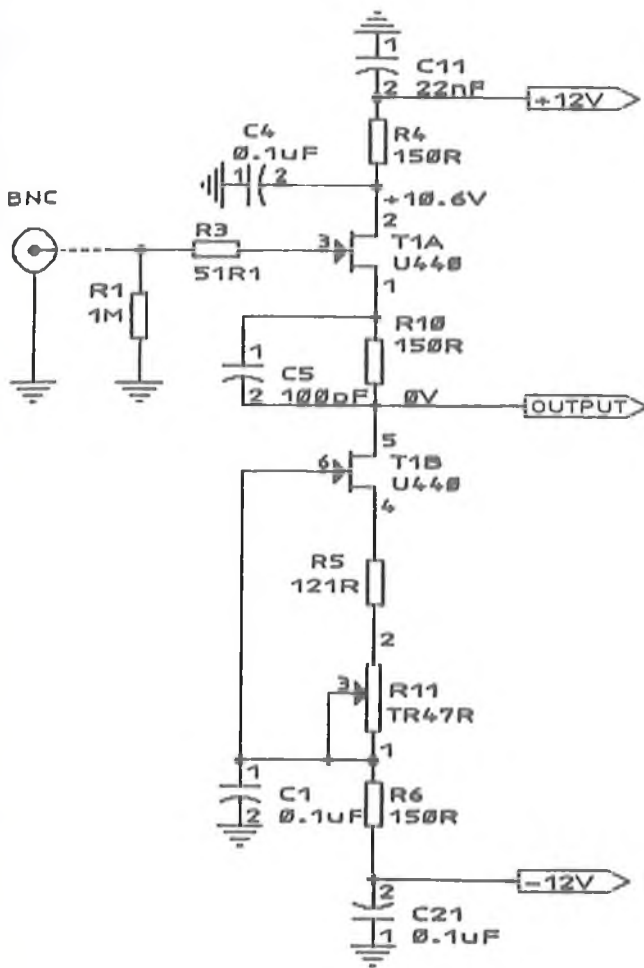 1
C11
2 22nF
+12V
R4
150R
C4
0.1uF
1 2
+10.6V
2
BNC
R3
51R1
3
T1A
U440
1
R1
1M
R10
150R
1
C5
100pF
2
0V
OUTPUT
5
6
T1B
U440
4
R5
121R
2
3
R11
TR47R
1
1
C1
0.1uF
2
R6
150R
-12V
2
C21
1 0.1uF